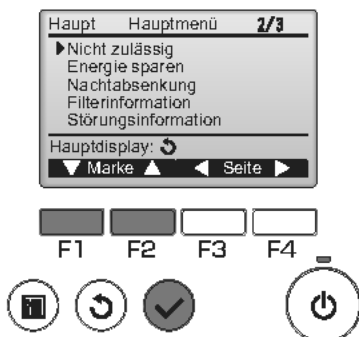 Haupt Hauptmenü 2/3
Nicht zulässig
Energie sparen
Nachtabsenkung
Filterinformation
Störungsinformation
Hauptdisplay:
Marke Seite
F1 F2 F3 F4